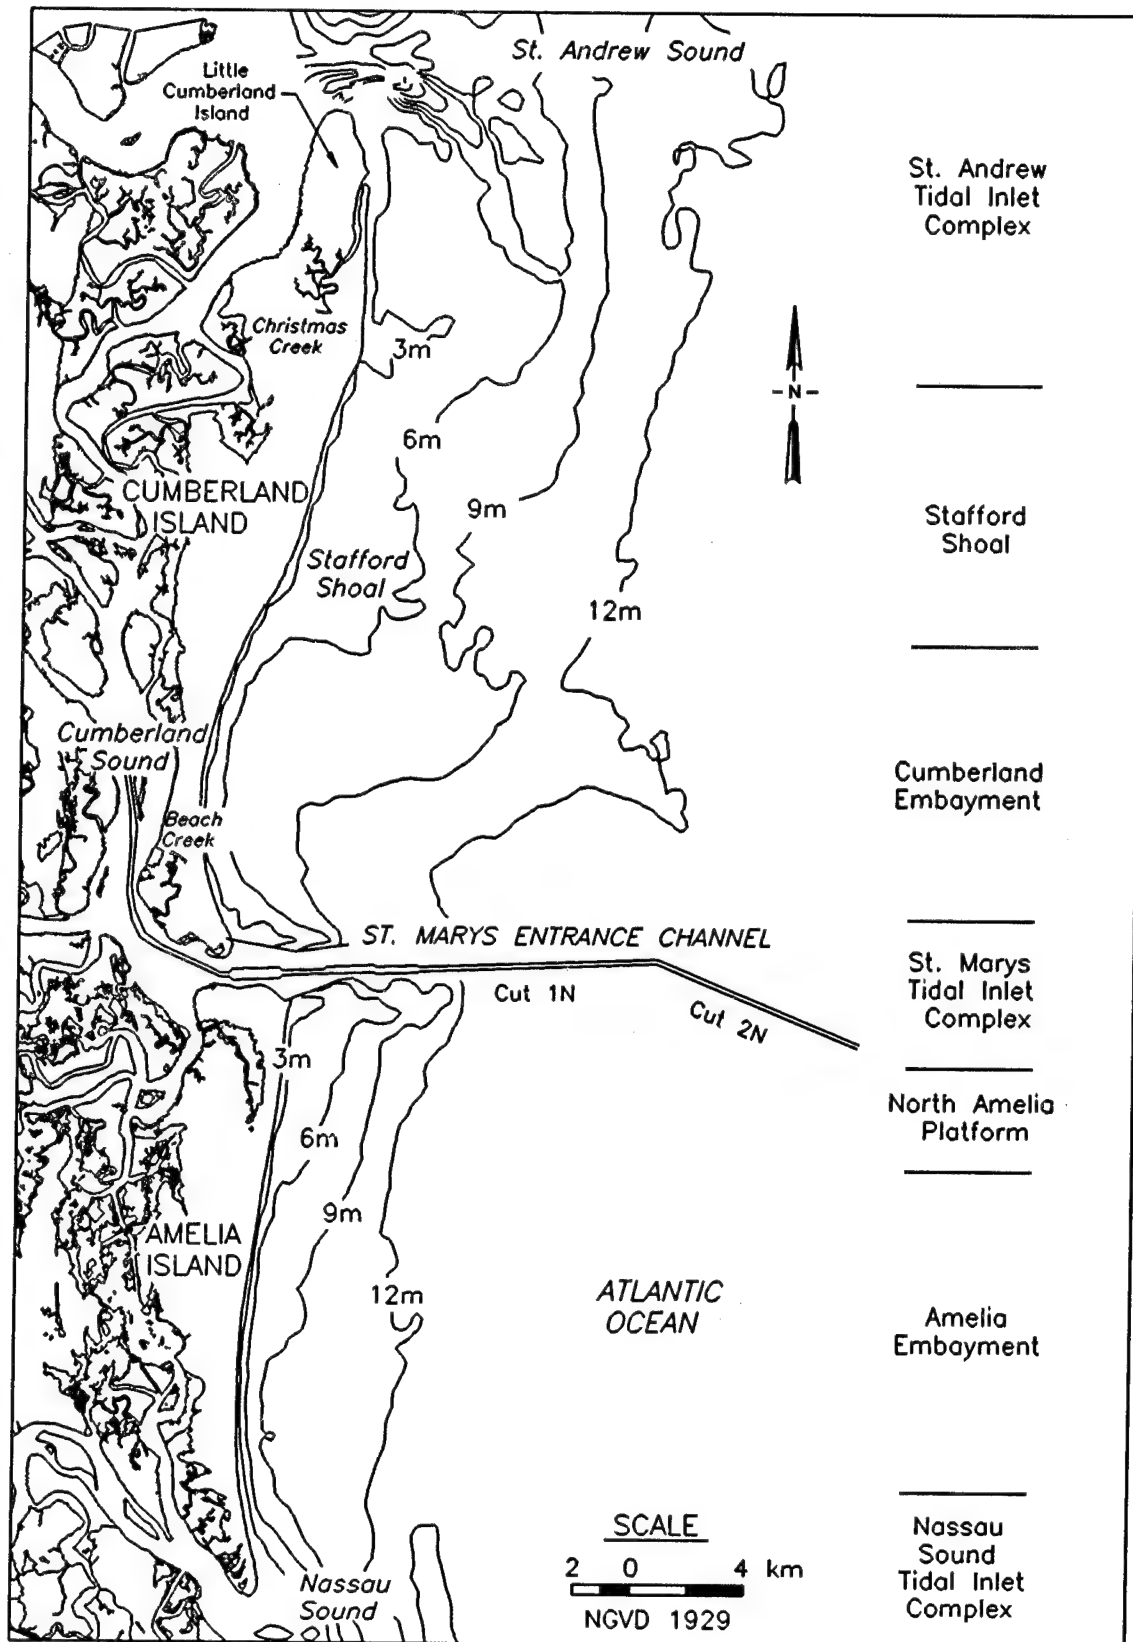 St. Andrew Sound
Little
Cumberland
Island
St. Andrew
Tidal Inlet
Complex
Christmas
Creek
3m
-N-
6m
CUMBERLAND
ISLAND
9m
Stafford
Shoal
Stafford
Shoal
12m
Cumberland
Sound
Cumberland
Embayment
Beach
Creek
ST. MARYS ENTRANCE CHANNEL
St. Marys
Tidal Inlet
Complex
Cut 1N
Cut 2N
3m
North Amelia
Platform
6m
9m
AMELIA
ISLAND
12m
ATLANTIC
OCEAN
Amelia
Embayment
SCALE
2 0 4 km
NGVD 1929
Nassau
Sound
Nassau
Sound
Tidal Inlet
Complex